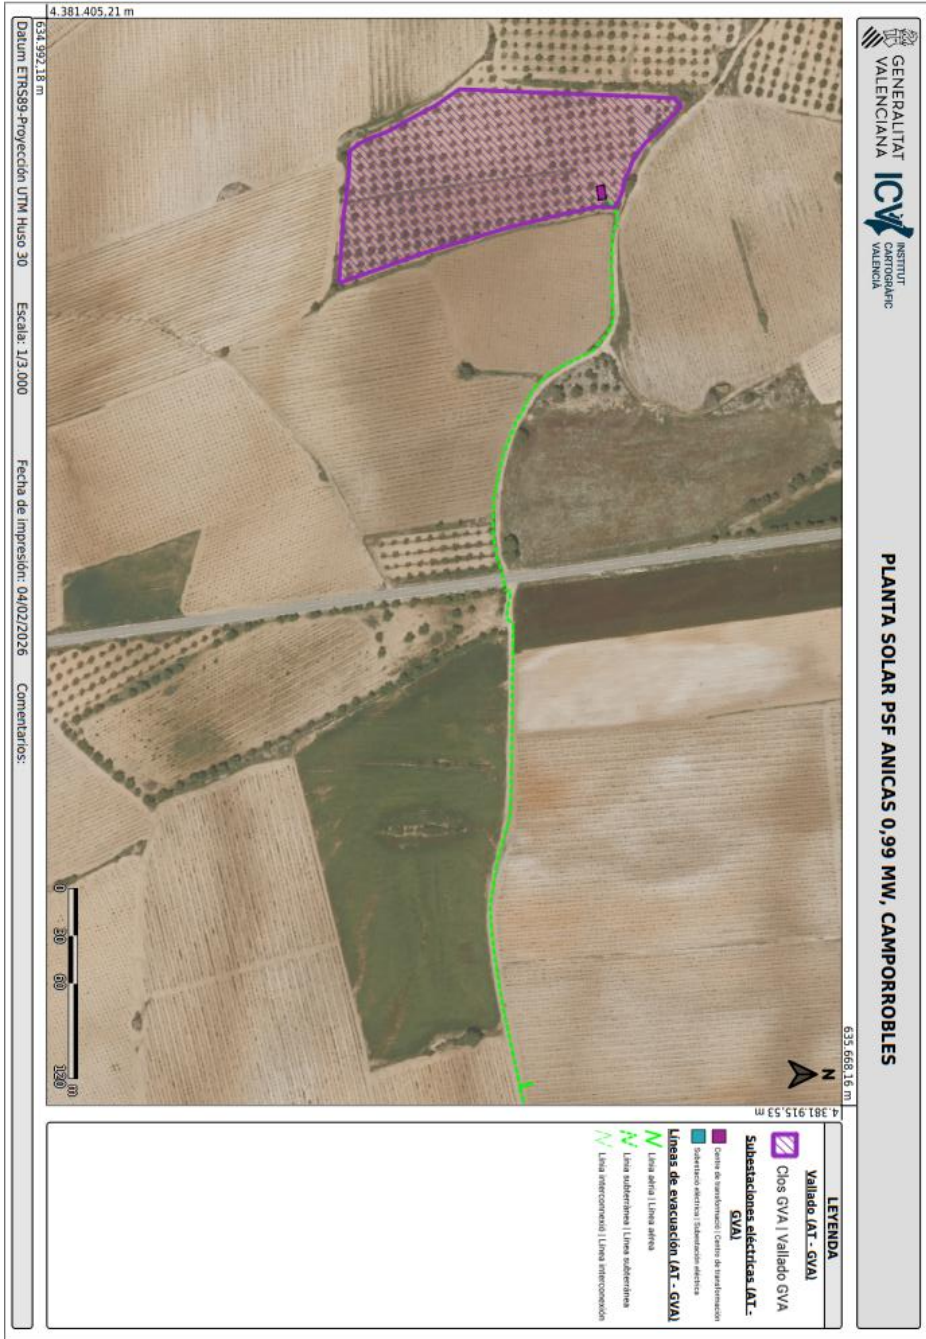 GENERALITAT
VALENCIANA
ICV
INSTITUT
CARTOGRÀFIC
VALENCIÀ
PLANTA SOLAR PSF ANICAS 0,99 MW, CAMPORROBLES
635.668,16 m
4.381.915,53 m
N
4.381.405,21 m
634.992,18 m
0 30 60 120 m
LEYENDA
Vallado (AT - GVA)
Clos GVA | Vallado GVA
Subestaciones eléctricas (AT -
GVA)
Centre de transformació | Centro de transformación
Subestació elèctrica | Subestación eléctrica
Líneas de evacuación (AT - GVA)
Línia aèria | Línea aérea
Línia subterrània | Línea subterránea
Línia interconnexió | Línea interconexión
Datum ETRS89-Proyección UTM Huso 30 Escala: 1/3.000 Fecha de impresión: 04/02/2026 Comentarios: